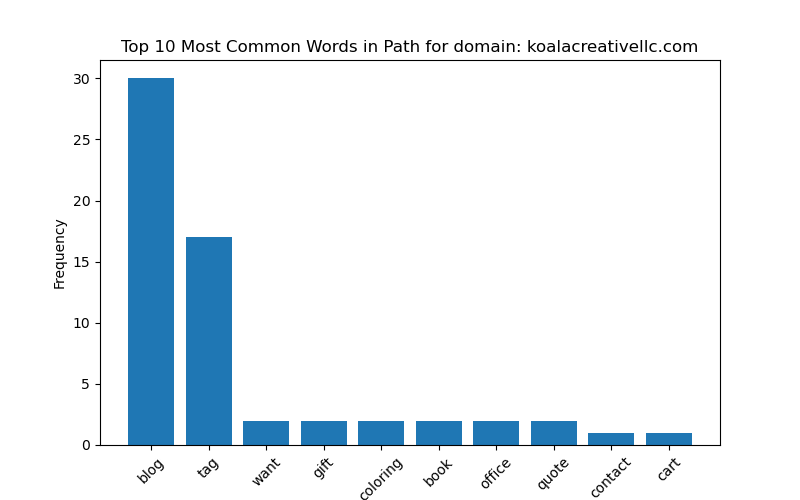 Top 10 Most Common Words in Path for domain: koalacreativellc.com
30
25
20
15
10
5
0
Frequency
blog
tag
want
gift
coloring
book
office
quote
contact
cart